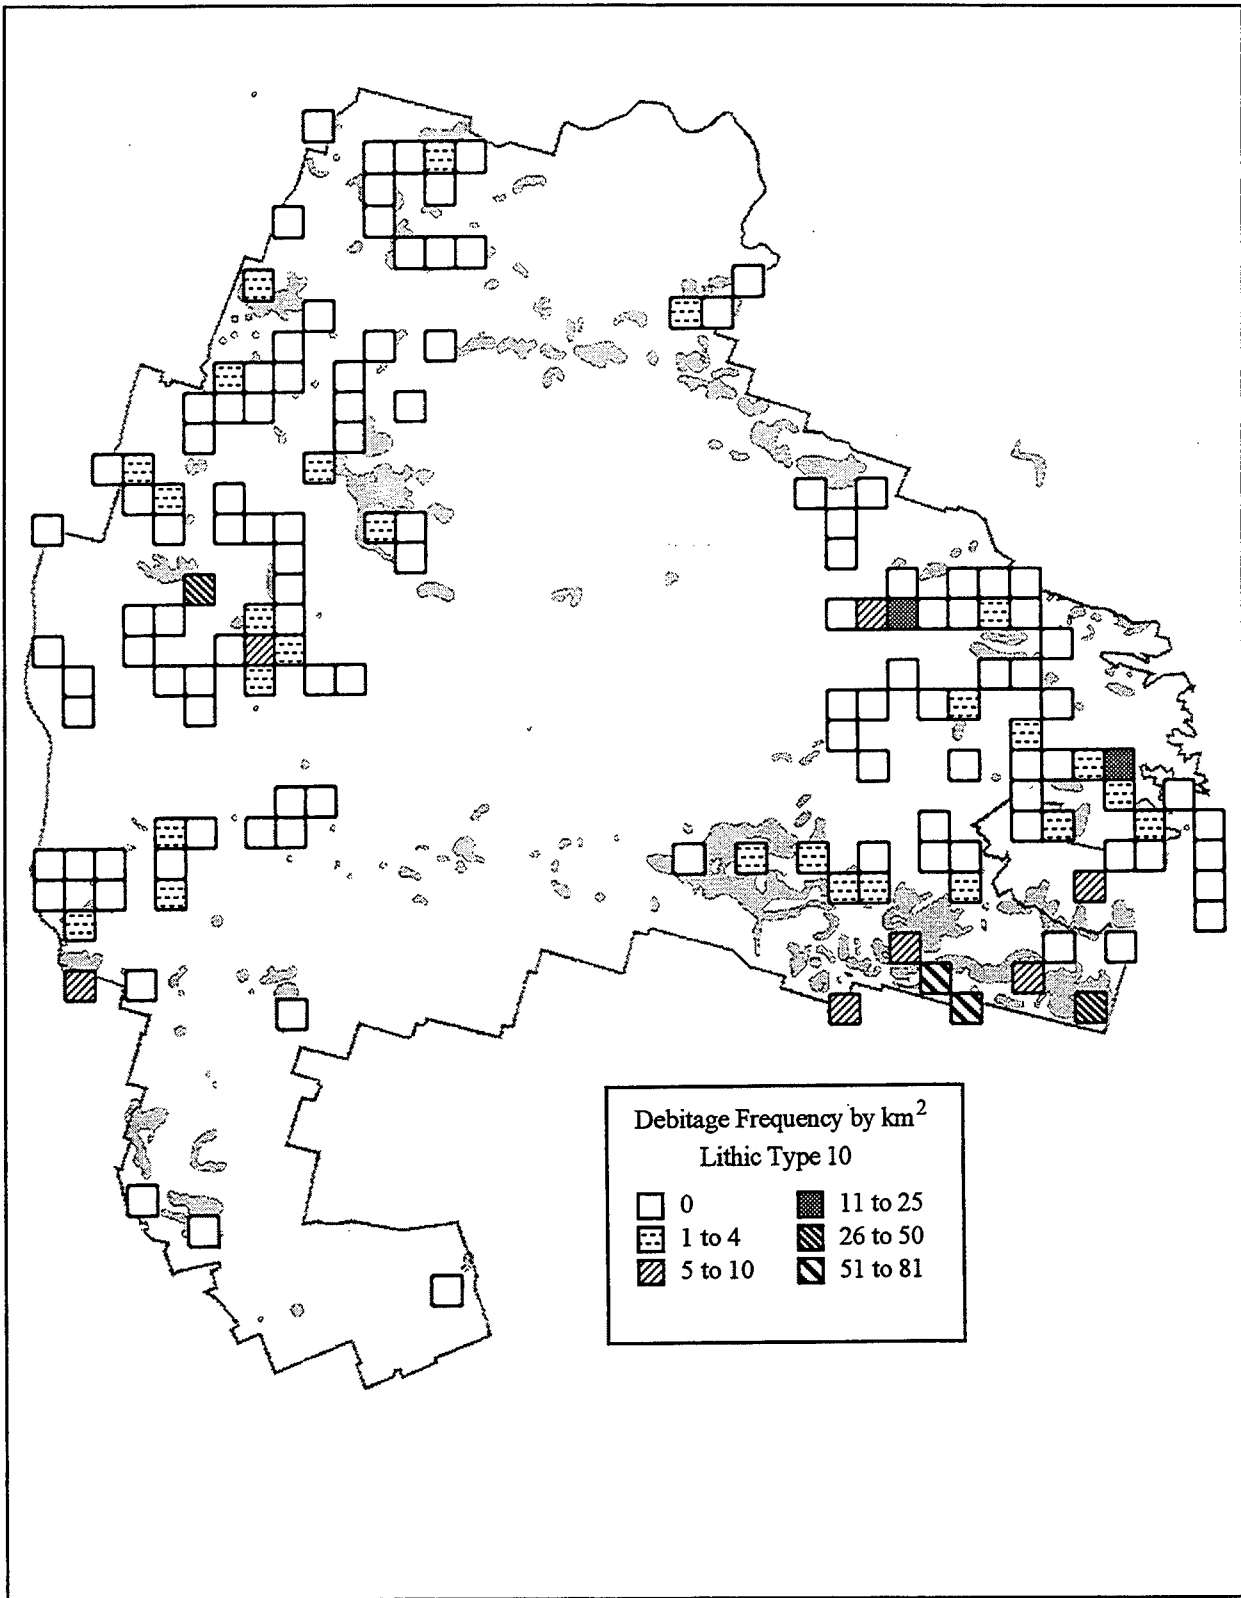 Debitage Frequency by km²
Lithic Type 10
0
11 to 25
1 to 4
26 to 50
5 to 10
51 to 81